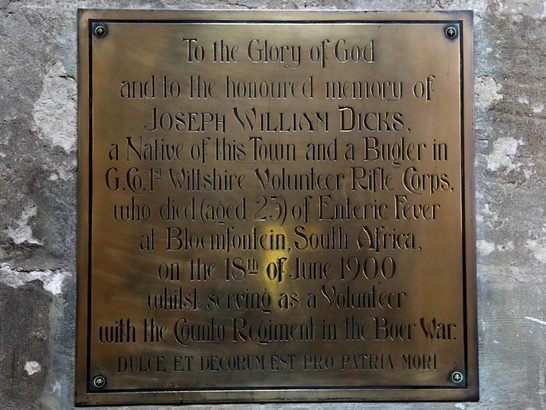 To the Glory of God
and to the honoured memory of
JOSEPH WILLIAM DICKS,
a Native of this Town and a Bugler in
G. Co. 1st Wiltshire Volunteer Rifle Corps,
who died (aged 25) of Enteric Fever
at Bloemfontein, South Africa,
on the 18th of June 1900
whilst serving as a Volunteer
with the County Regiment in the Boer War.
DULCE ET DECORUM EST PRO PATRIA MORI